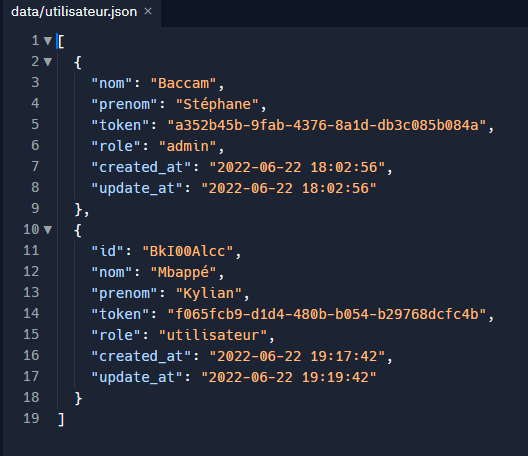 data/utilisateur.json ×
1 ▼ [
2 ▼ {
3 "nom": "Baccam",
4 "prenom": "Stéphane",
5 "token": "a352b45b-9fab-4376-8a1d-db3c085b084a",
6 "role": "admin",
7 "created_at": "2022-06-22 18:02:56",
8 "update_at": "2022-06-22 18:02:56"
9 },
10 ▼ {
11 "id": "BkI00Alcc",
12 "nom": "Mbappé",
13 "prenom": "Kylian",
14 "token": "f065fcb9-d1d4-480b-b054-b29768dcfc4b",
15 "role": "utilisateur",
16 "created_at": "2022-06-22 19:17:42",
17 "update_at": "2022-06-22 19:19:42"
18 }
19 ]